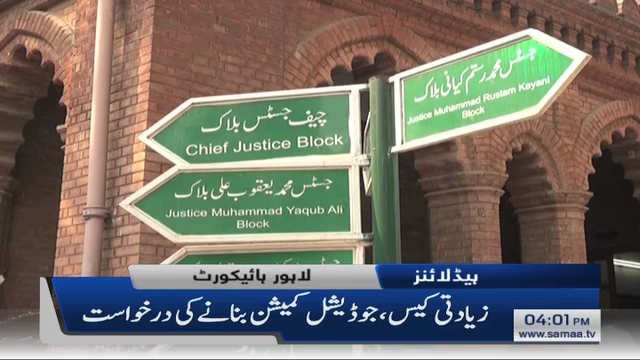 جسٹس محمد رستم کیانی بلاک
Justice Muhammad Rustam Kayani
Block
چیف جسٹس بلاک
Chief Justice Block
جسٹس محمد یعقوب علی بلاک
Justice Muhammad Yaqub Ali
Block
ہیڈلائنز
لاہور ہائیکورٹ
زیادتی کیس، جوڈیشل کمیشن بنانے کی درخواست
04:01 PM
www.samaa.tv